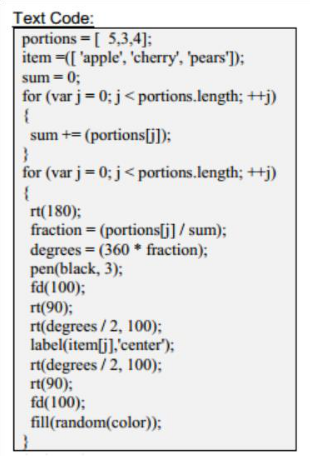 Text Code:
portions = [  5,3,4];
item =([ 'apple', 'cherry', 'pears']);
sum = 0;
for (var j = 0; j < portions.length; ++j)
{
sum += (portions[j]);
}
for (var j = 0; j < portions.length; ++j)
{
rt(180);
fraction = (portions[j] / sum);
degrees = (360 * fraction);
pen(black, 3);
fd(100);
rt(90);
rt(degrees / 2, 100);
label(item[j],'center');
rt(degrees / 2, 100);
rt(90);
fd(100);
fill(random(color));
}